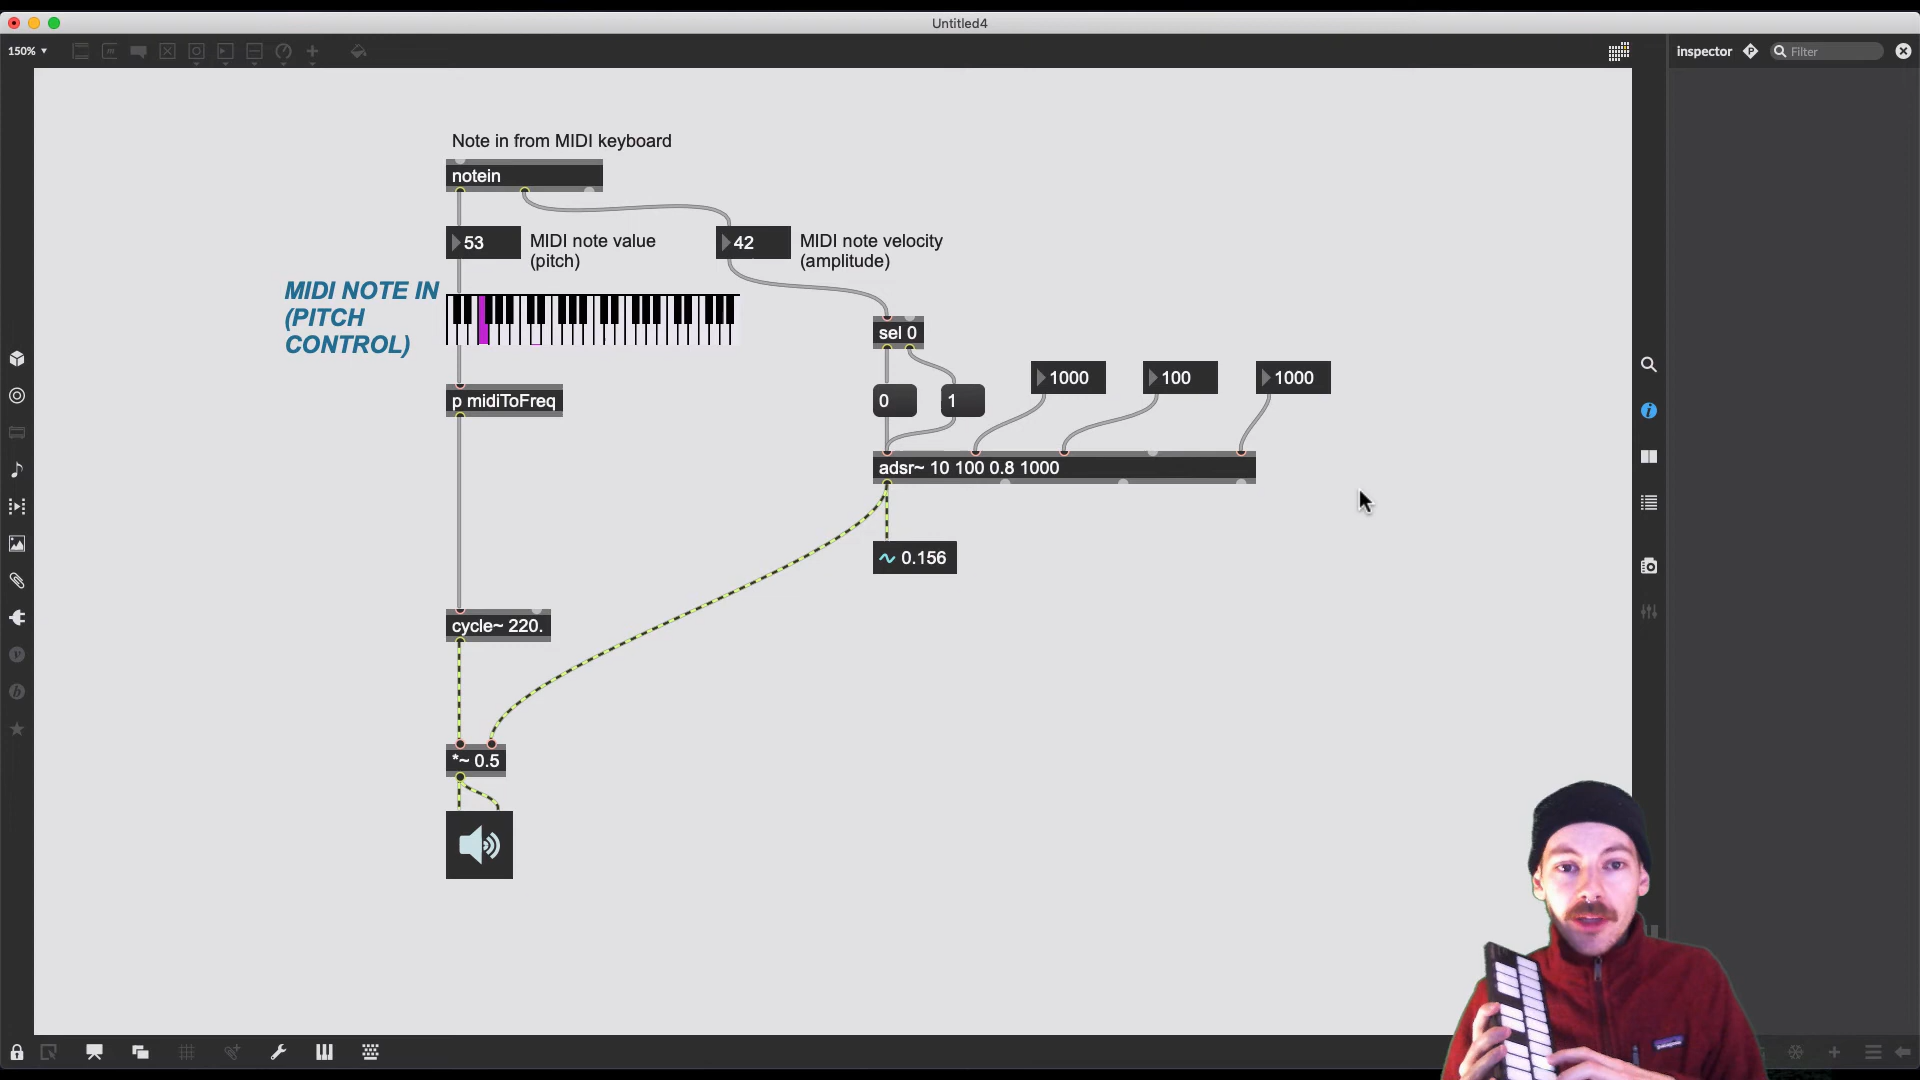 Untitled4
150%
inspector
Filter
Note in from MIDI keyboard
notein
53
MIDI note value
(pitch)
42
MIDI note velocity
(amplitude)
MIDI NOTE IN
(PITCH
CONTROL)
sel 0
p midiToFreq
0
1
1000
100
1000
adsr~ 10 100 0.8 1000
0.156
cycle~ 220.
*~ 0.5